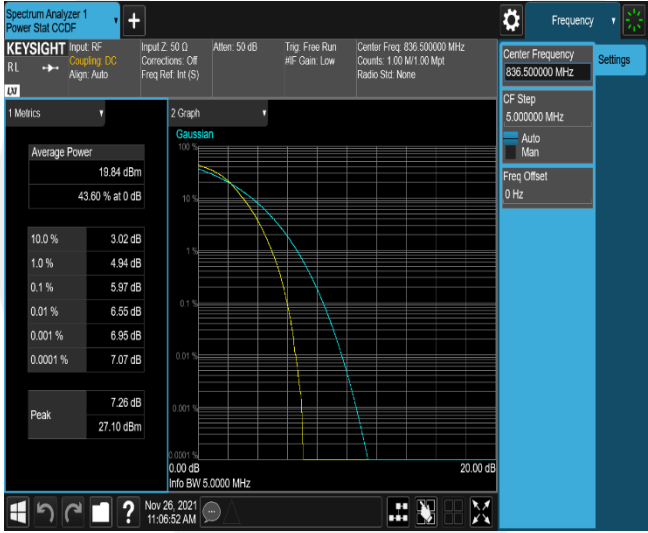 Spectrum Analyzer 1
Power Stat CCDF
Frequency
KEYSIGHT
RL
LXI
Input: RF
Coupling: DC
Align: Auto
Input Z: 50 Ω
Corrections: Off
Freq Ref: Int (S)
Atten: 50 dB
Trig: Free Run
#IF Gain: Low
Center Freq: 836.500000 MHz
Counts: 1.00 M/1.00 Mpt
Radio Std: None
Center Frequency
836.500000 MHz
Settings
CF Step
5.000000 MHz
Auto
Man
Freq Offset
0 Hz
1 Metrics
Average Power
19.84 dBm
43.60 % at 0 dB
10.0 % 3.02 dB
1.0 % 4.94 dB
0.1 % 5.97 dB
0.01 % 6.55 dB
0.001 % 6.95 dB
0.0001 % 7.07 dB
Peak
7.26 dB
27.10 dBm
2 Graph
Gaussian
100 %
10 %
1 %
0.1 %
0.01 %
0.001 %
0.0001 %
0.00 dB 20.00 dB
Info BW 5.0000 MHz
?
Nov 26, 2021
11:06:52 AM